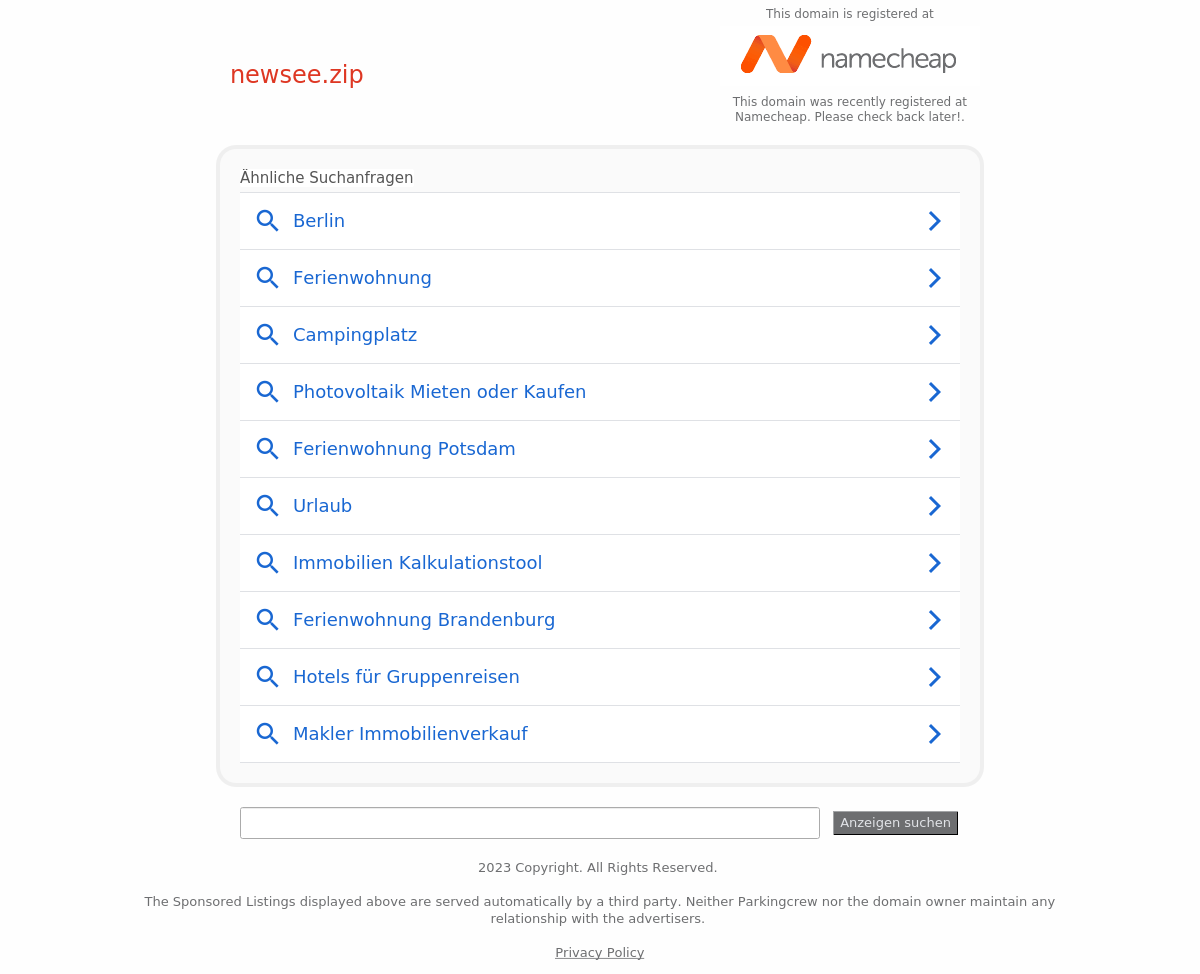 This domain is registered at
namecheap
newsee.zip
This domain was recently registered at
Namecheap. Please check back later!.
Ähnliche Suchanfragen
Berlin
Ferienwohnung
Campingplatz
Photovoltaik Mieten oder Kaufen
Ferienwohnung Potsdam
Urlaub
Immobilien Kalkulationstool
Ferienwohnung Brandenburg
Hotels für Gruppenreisen
Makler Immobilienverkauf
Anzeigen suchen
2023 Copyright. All Rights Reserved.
The Sponsored Listings displayed above are served automatically by a third party. Neither Parkingcrew nor the domain owner maintain any
relationship with the advertisers.
Privacy Policy